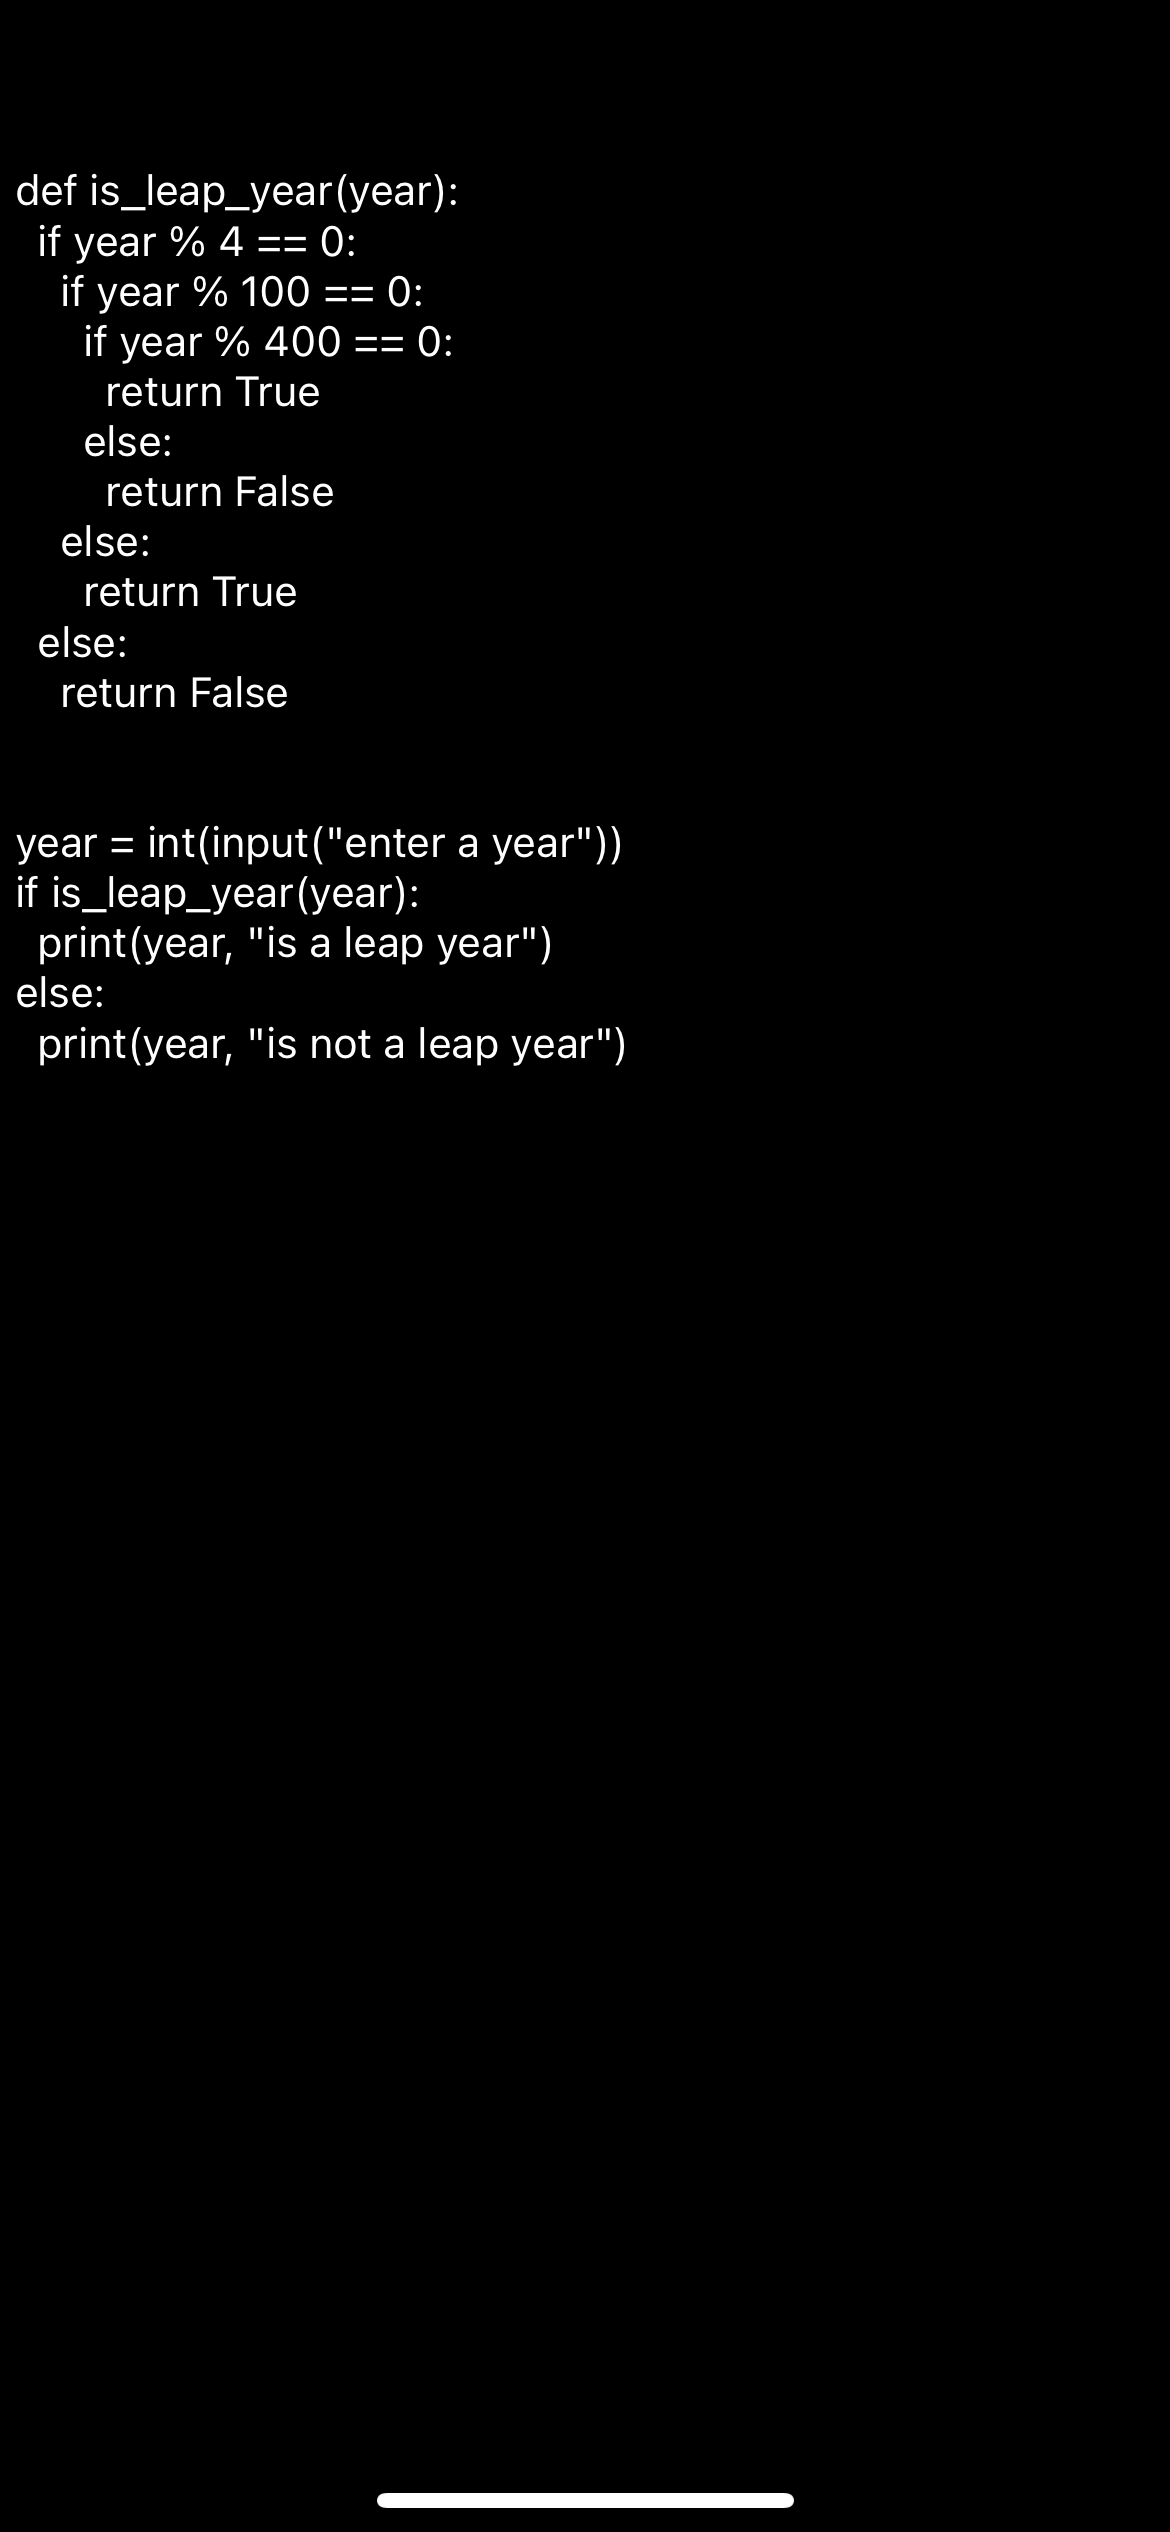 def is_leap_year(year):
  if year % 4 == 0:
    if year % 100 == 0:
      if year % 400 == 0:
        return True
      else:
        return False
    else:
      return True
  else:
    return False

year = int(input("enter a year"))
if is_leap_year(year):
  print(year, "is a leap year")
else:
  print(year, "is not a leap year")